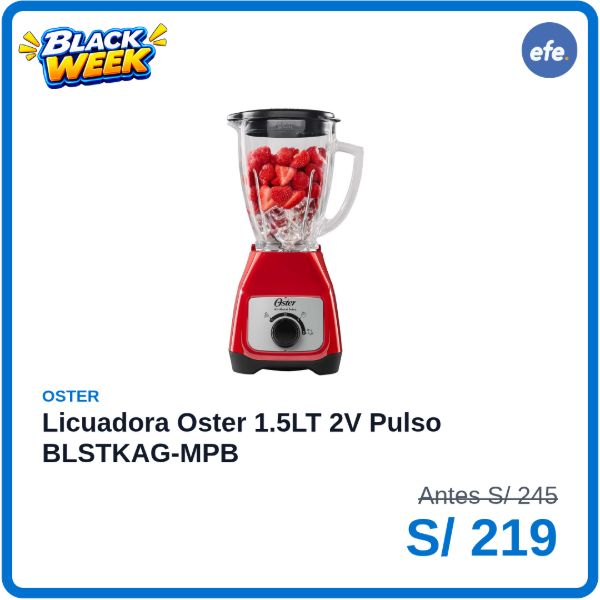 BLACK
WEEK
efe.
Oster
OSTER
Licuadora Oster 1.5LT 2V Pulso
BLSTKAG-MPB
Antes S/ 245
S/ 219